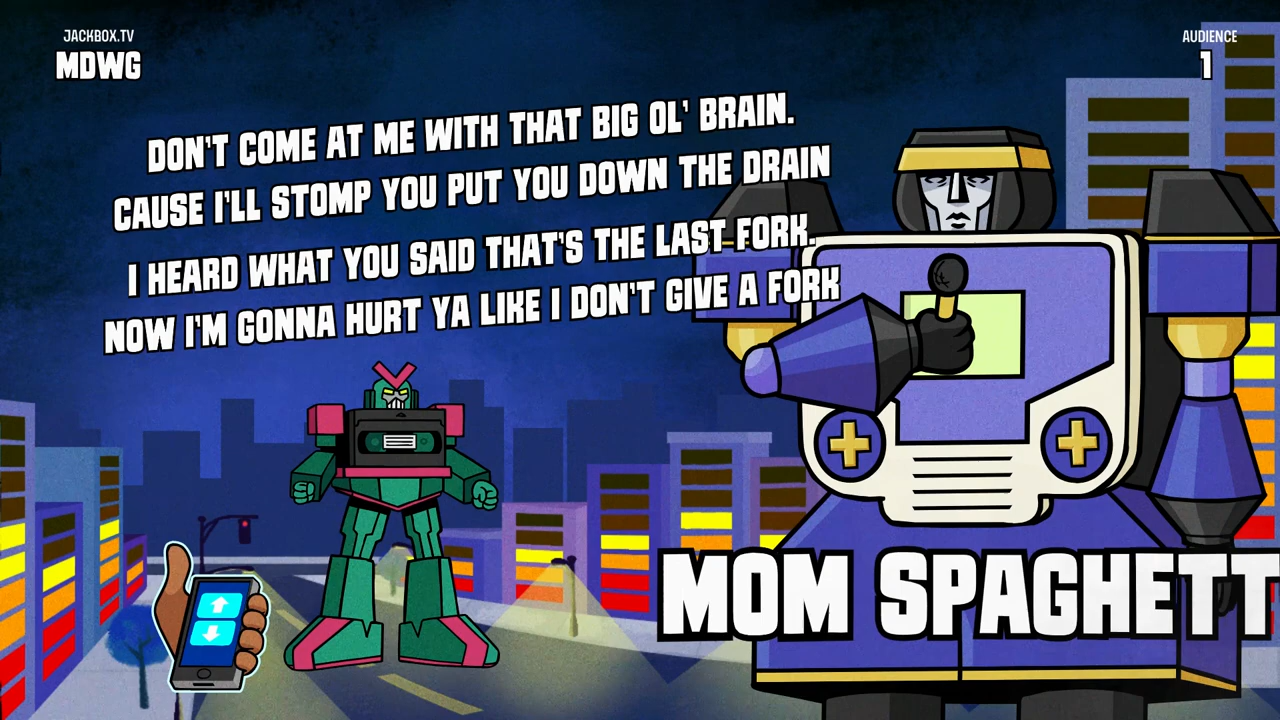 JACKBOX.TV
MDWG
AUDIENCE
1
DON'T COME AT ME WITH THAT BIG OL' BRAIN.
CAUSE I'LL STOMP YOU PUT YOU DOWN THE DRAIN
I HEARD WHAT YOU SAID THAT'S THE LAST FORK.
NOW I'M GONNA HURT YA LIKE I DON'T GIVE A FORK
MOM SPAGHETT